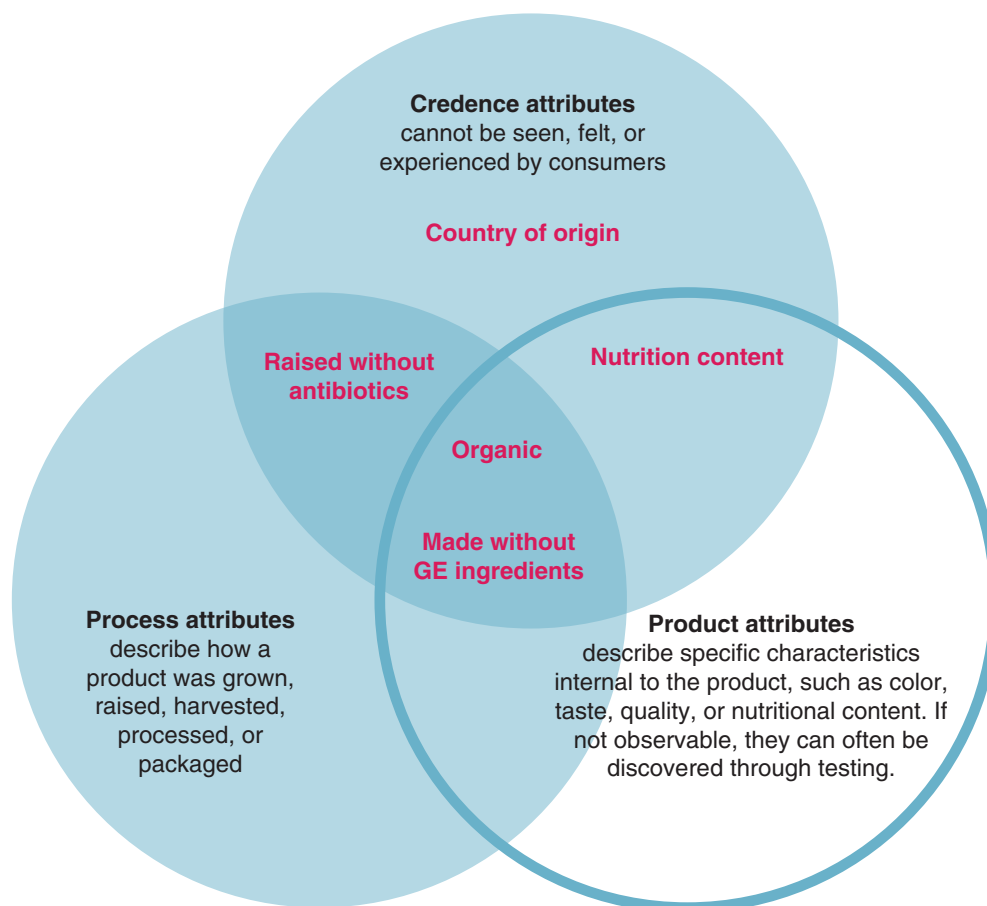 Credence attributes
cannot be seen, felt, or
experienced by consumers
Country of origin
Raised without
antibiotics
Nutrition content
Organic
Made without
GE ingredients
Process attributes
describe how a
product was grown,
raised, harvested,
processed, or
packaged
Product attributes
describe specific characteristics
internal to the product, such as color,
taste, quality, or nutritional content. If
not observable, they can often be
discovered through testing.